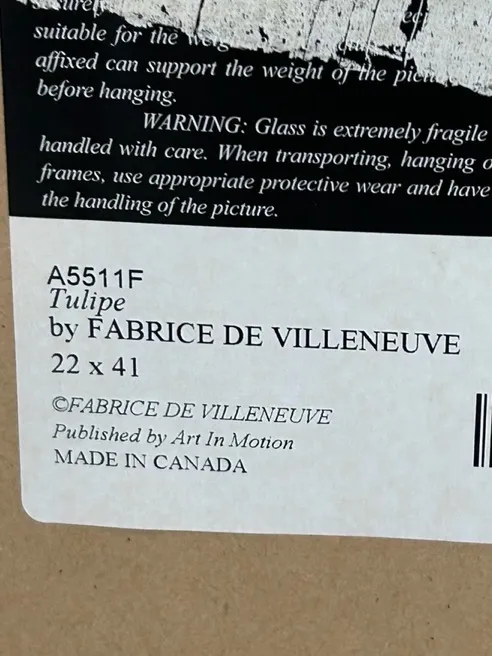 suitable for the
affixed can support the weight of the
before hanging.
WARNING: Glass is extremely fragile
handled with care. When transporting, hanging o
frames, use appropriate protective wear and have
the handling of the picture.
A5511F
Tulipe
by FABRICE DE VILLENEUVE
22 x 41
©FABRICE DE VILLENEUVE
Published by Art In Motion
MADE IN CANADA